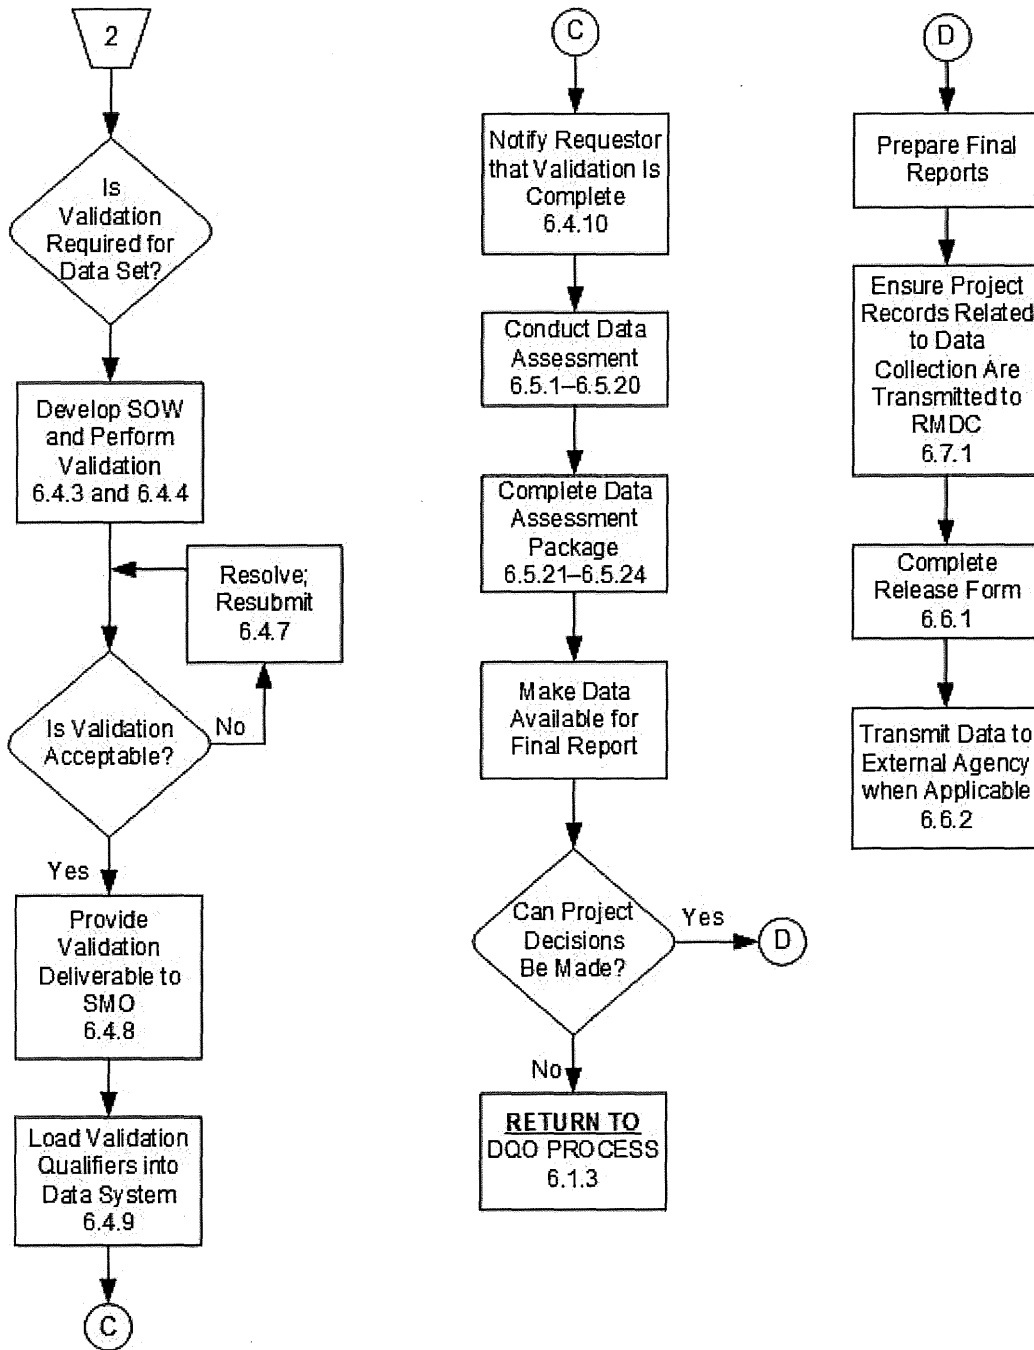 2
Is
Validation
Required for
Data Set?
Develop SOW
and Perform
Validation
6.4.3 and 6.4.4
Resolve;
Resubmit
6.4.7
Is Validation
Acceptable?
No
Yes
Provide
Validation
Deliverable to
SMO
6.4.8
Load Validation
Qualifiers into
Data System
6.4.9
C
C
Notify Requestor
that Validation Is
Complete
6.4.10
Conduct Data
Assessment
6.5.1–6.5.20
Complete Data
Assessment
Package
6.5.21–6.5.24
Make Data
Available for
Final Report
Can Project
Decisions
Be Made?
Yes
D
No
RETURN TO
DQO PROCESS
6.1.3
D
Prepare Final
Reports
Ensure Project
Records Related
to Data
Collection Are
Transmitted to
RMDC
6.7.1
Complete
Release Form
6.6.1
Transmit Data to
External Agency
when Applicable
6.6.2